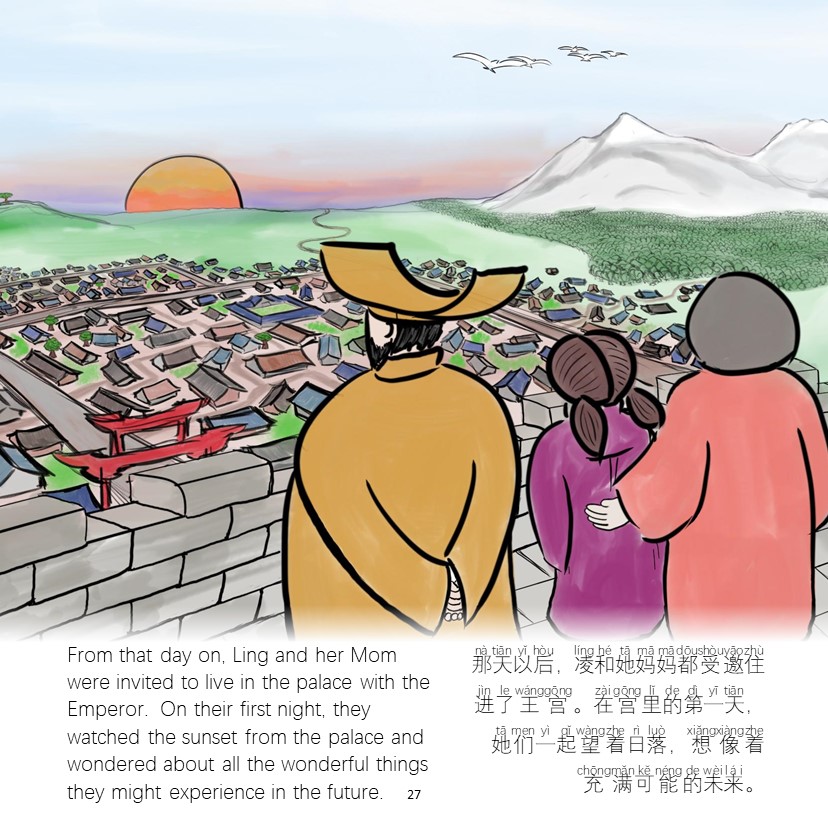 From that day on, Ling and her Mom
were invited to live in the palace with the
Emperor. On their first night, they
watched the sunset from the palace and
wondered about all the wonderful things
they might experience in the future. 27
nà tiān yǐ hòu líng hé tā mā mā dōu shòu yāo zhù
那天以后，凌和她妈妈都受邀住
jìn le wáng gōng zài gōng lǐ de dì yī tiān
进了王宫。在宫里的第一天，
tā men yì qǐ wàng zhe rì luò xiǎng xiàng zhe
她们一起望着日落，想像着
chōng mǎn kě néng de wèi lá i
充满可能的未来。